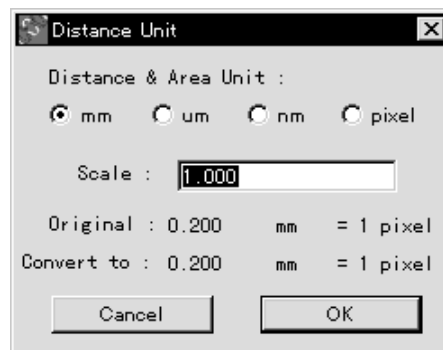 Distance Unit
Distance & Area Unit :
mm um nm pixel
Scale : 1.000
Original : 0.200 mm = 1 pixel
Convert to : 0.200 mm = 1 pixel
Cancel OK